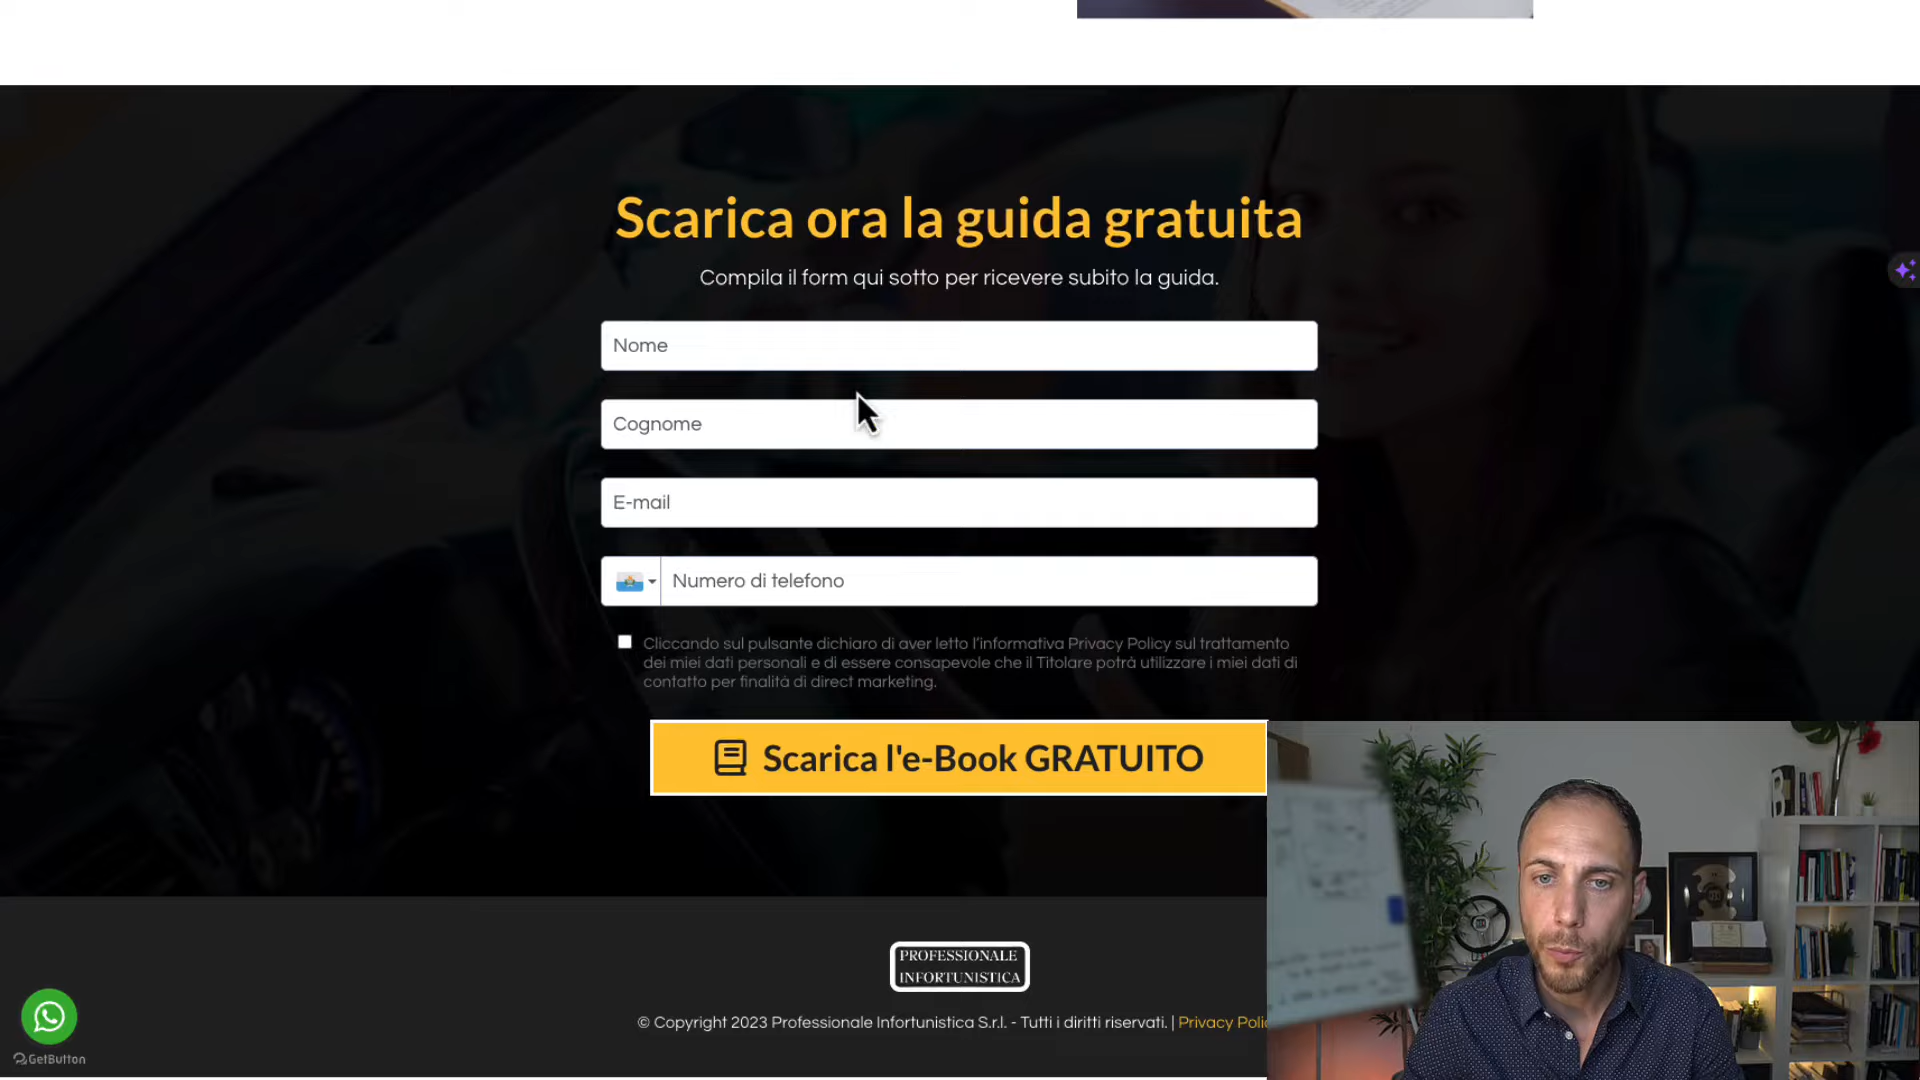 Scarica ora la guida gratuita
Compila il form qui sotto per ricevere subito la guida.
Nome
Cognome
E-mail
Numero di telefono
Cliccando sul pulsante dichiaro di aver letto l'informativa Privacy Policy sul trattamento
dei miei dati personali e di essere consapevole che il Titolare potrà utilizzare i miei dati di
contatto per finalità di direct marketing.
Scarica l'e-Book GRATUITO
PROFESSIONALE
INFORTUNISTICA
© Copyright 2023 Professionale Infortunistica S.r.l. - Tutti i diritti riservati. | Privacy Polic
GetButton